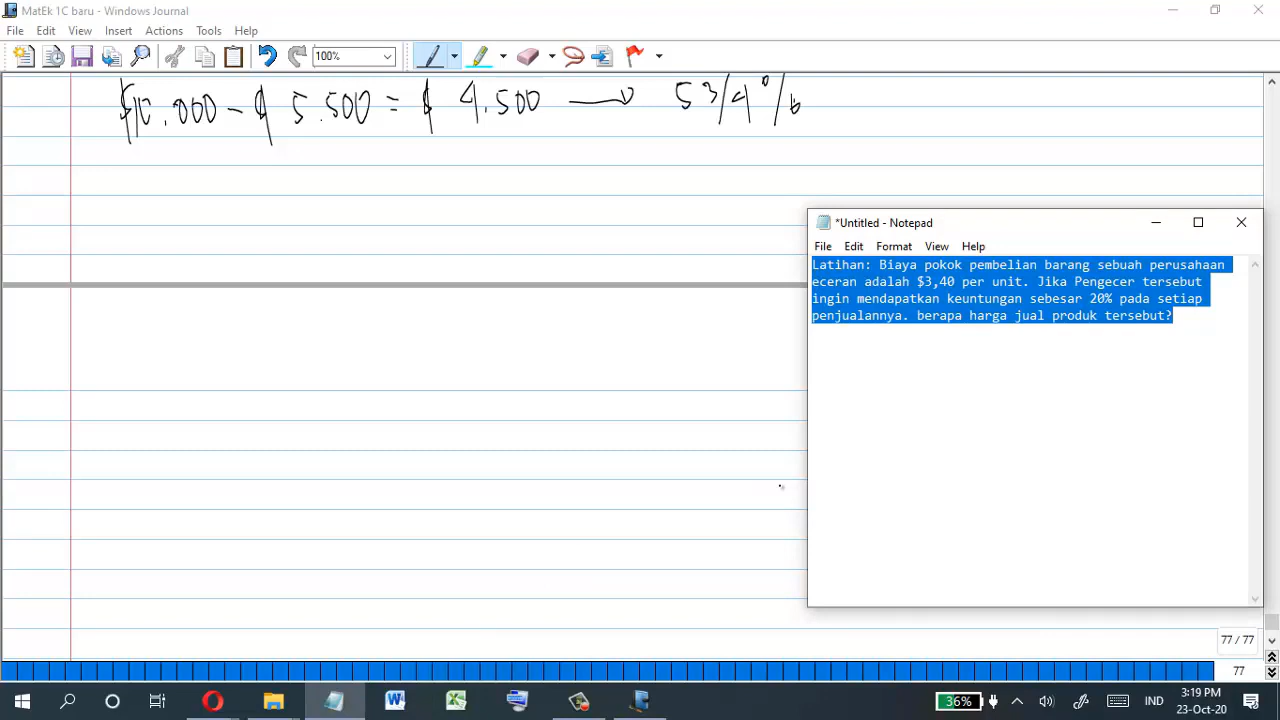 MatEk 1C baru - Windows Journal
File Edit View Insert Actions Tools Help
100%
$10.000 - $ 5.500 = $ 4.500 → 5 3/4 %
*Untitled - Notepad
File Edit Format View Help
Latihan: Biaya pokok pembelian barang sebuah perusahaan
eceran adalah $3,40 per unit. Jika Pengecer tersebut
ingin mendapatkan keuntungan sebesar 20% pada setiap
penjualannya. berapa harga jual produk tersebut?
77 / 77
77
36%
IND
3:19 PM
23-Oct-20